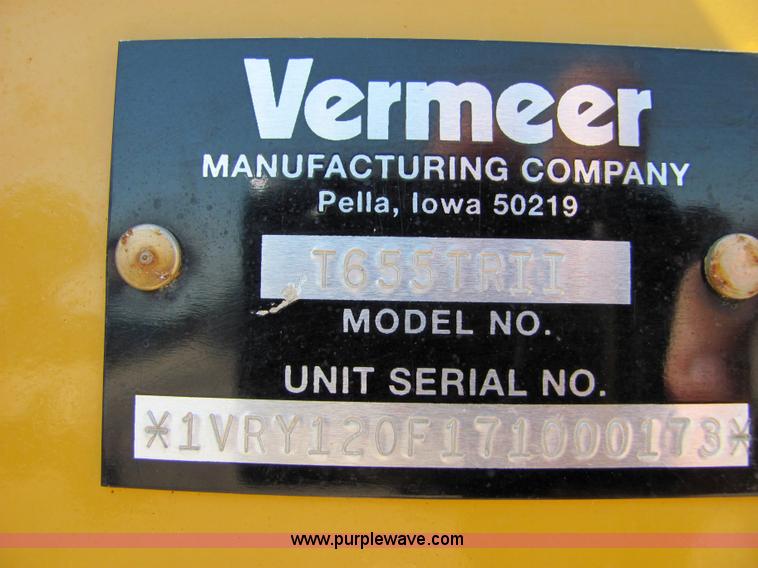 Vermeer
MANUFACTURING COMPANY
Pella, Iowa 50219
T655TRII
MODEL NO.
UNIT SERIAL NO.
*1VRY120F171000173*
www.purplewave.com